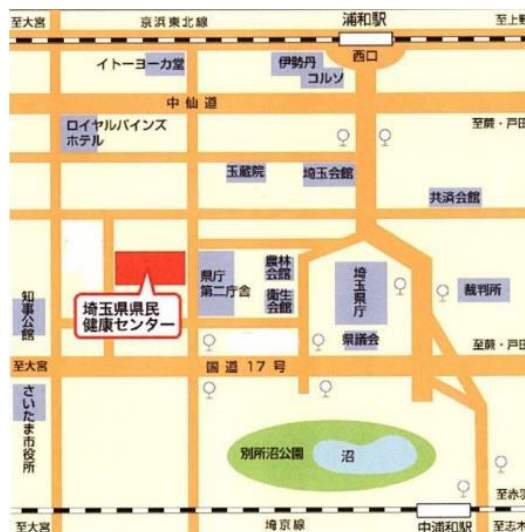 浦和駅
至大宮
京浜東北線
至上野
西口
イトーヨーカ堂
伊勢丹
コルソ
中仙道
至蕨・戸田
ロイヤルパインズ
ホテル
玉蔵院
埼玉会館
共済会館
県庁
第二庁舎
農林
会館
衛生
会館
埼玉県庁
裁判所
知事公館
埼玉県県民
健康センター
県議会
至蕨・戸田
至大宮
国道17号
さいたま市役所
別所沼公園
沼
至赤羽
中浦和駅
至大宮
埼京線
至志木